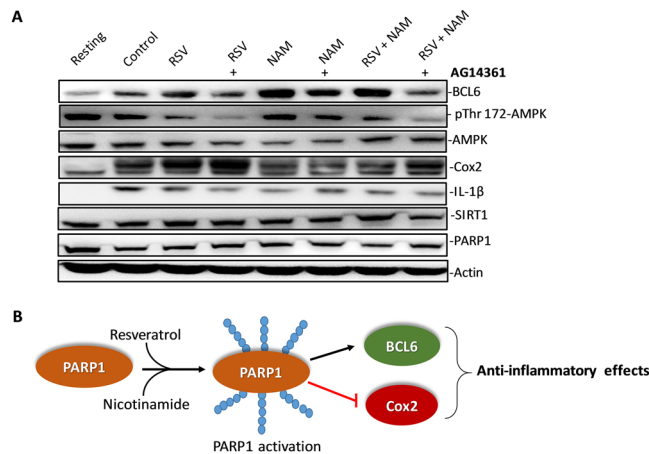 A
Resting
Control
RSV
RSV
+
NAM
NAM
+
RSV + NAM
RSV + NAM
+
AG14361
-BCL6
- pThr 172-AMPK
-AMPK
-Cox2
-IL-1β
-SIRT1
-PARP1
-Actin
B
Resveratrol
PARP1
Nicotinamide
PARP1
PARP1 activation
BCL6
Cox2
Anti-inflammatory effects